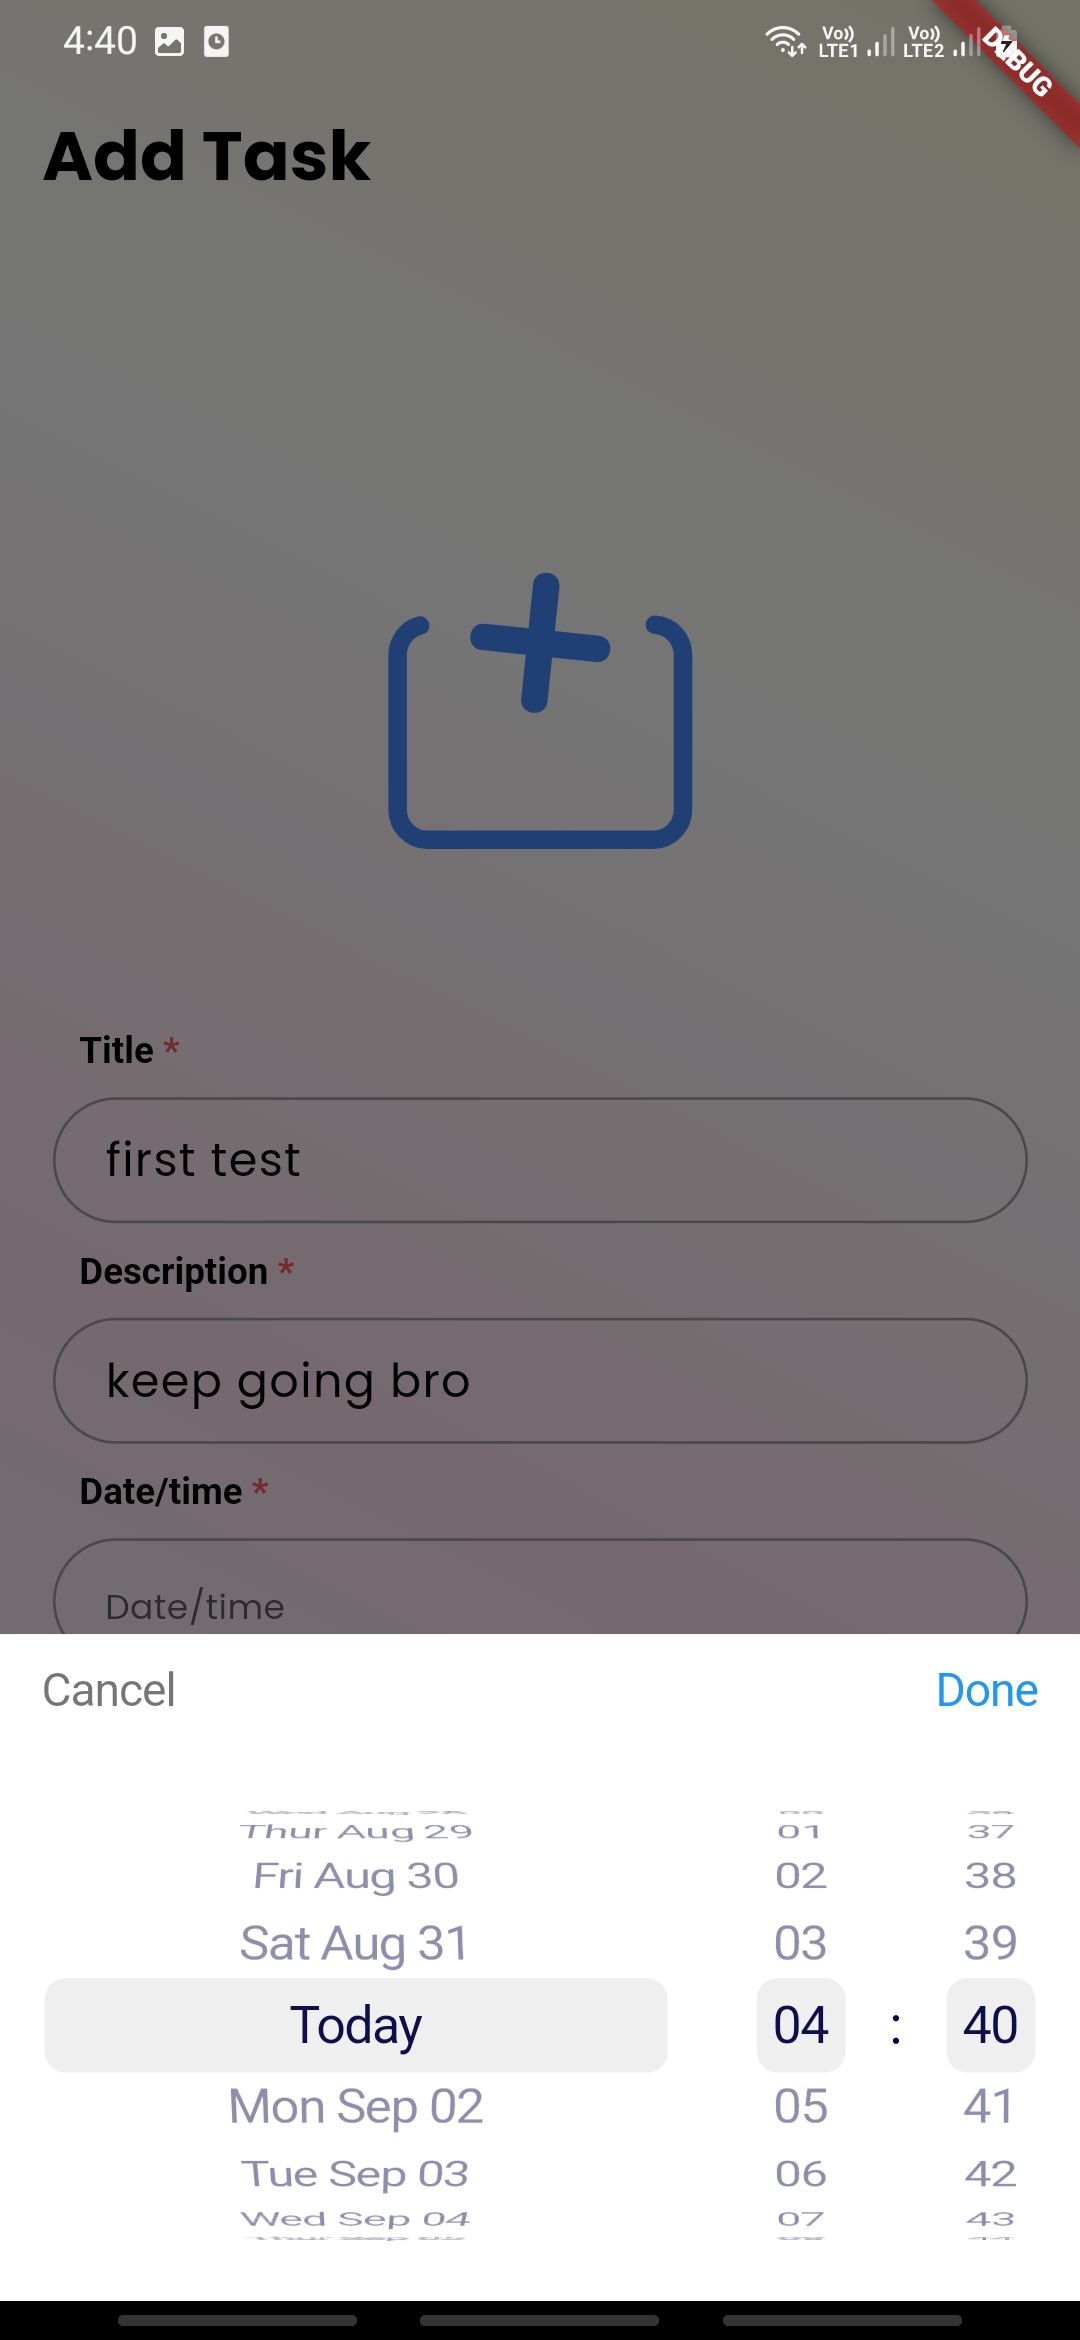 4:40
Vo)) LTE1 Vo)) LTE2
DEBUG
Add Task
Title *
first test
Description *
keep going bro
Date/time *
Date/time
Cancel Done
Thur Aug 29 01 37
Fri Aug 30 02 38
Sat Aug 31 03 39
Today 04 : 40
Mon Sep 02 05 41
Tue Sep 03 06 42
Wed Sep 04 07 43